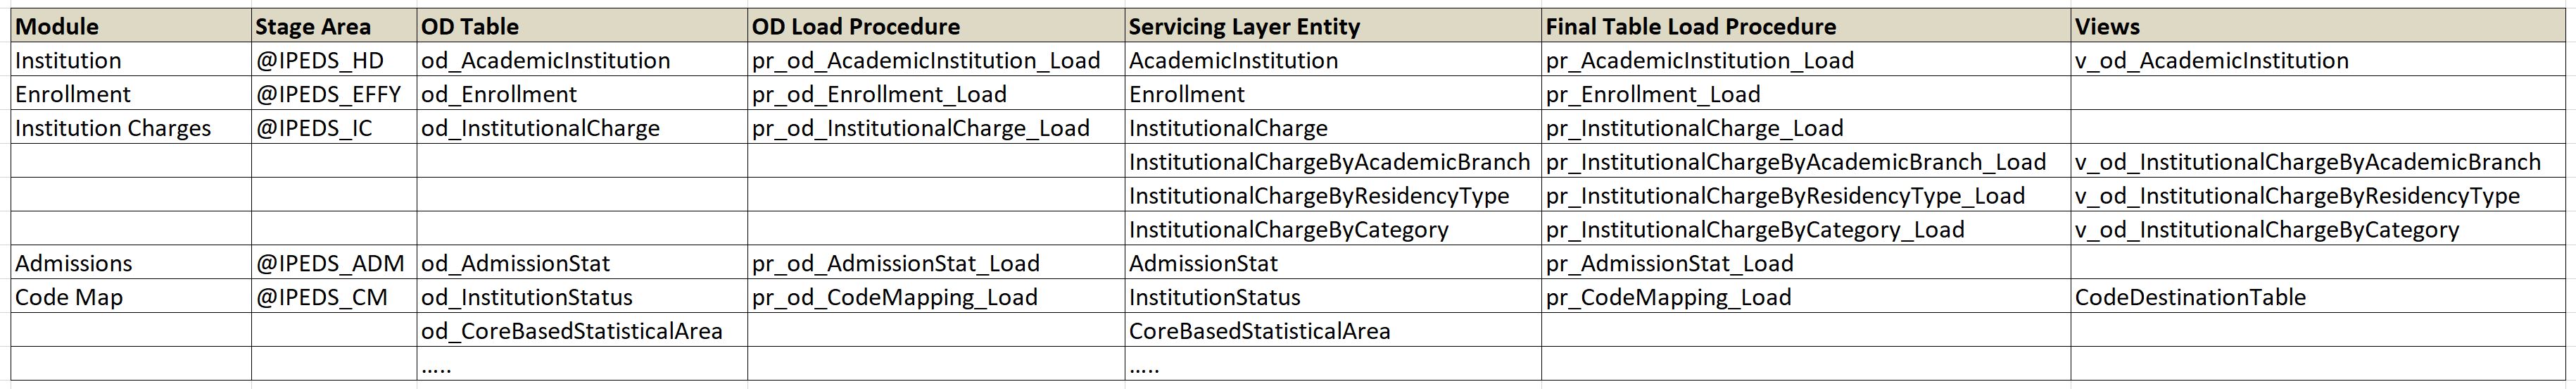 Module Stage Area OD Table OD Load Procedure Servicing Layer Entity Final Table Load Procedure Views
Institution @IPEDS_HD od_AcademicInstitution pr_od_AcademicInstitution_Load AcademicInstitution pr_AcademicInstitution_Load v_od_AcademicInstitution
Enrollment @IPEDS_EFFY od_Enrollment pr_od_Enrollment_Load Enrollment pr_Enrollment_Load
Institution Charges @IPEDS_IC od_InstitutionalCharge pr_od_InstitutionalCharge_Load InstitutionalCharge pr_InstitutionalCharge_Load
InstitutionalChargeByAcademicBranch pr_InstitutionalChargeByAcademicBranch_Load v_od_InstitutionalChargeByAcademicBranch
InstitutionalChargeByResidencyType pr_InstitutionalChargeByResidencyType_Load v_od_InstitutionalChargeByResidencyType
InstitutionalChargeByCategory pr_InstitutionalChargeByCategory_Load v_od_InstitutionalChargeByCategory
Admissions @IPEDS_ADM od_AdmissionStat pr_od_AdmissionStat_Load AdmissionStat pr_AdmissionStat_Load
Code Map @IPEDS_CM od_InstitutionStatus pr_od_CodeMapping_Load InstitutionStatus pr_CodeMapping_Load CodeDestinationTable
od_CoreBasedStatisticalArea CoreBasedStatisticalArea
..... .....